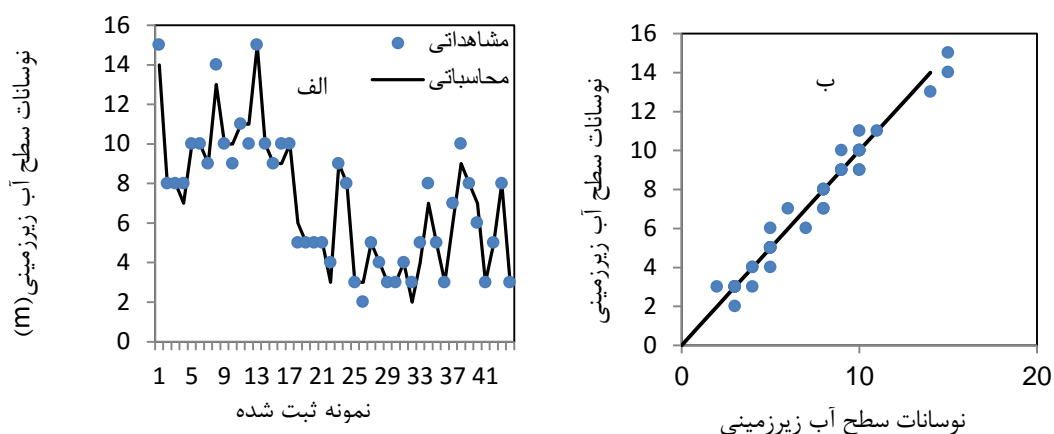 نوسانات سطح آب زیرزمینی(m)
16
14
12
10
8
6
4
2
0
مشاهداتی
محاسباتی
الف
1 5 9 13 17 21 25 29 33 37 41
نمونه ثبت شده
نوسانات سطح آب زیرزمینی
16
14
12
10
8
6
4
2
0
ب
0 10 20
نوسانات سطح آب زیرزمینی